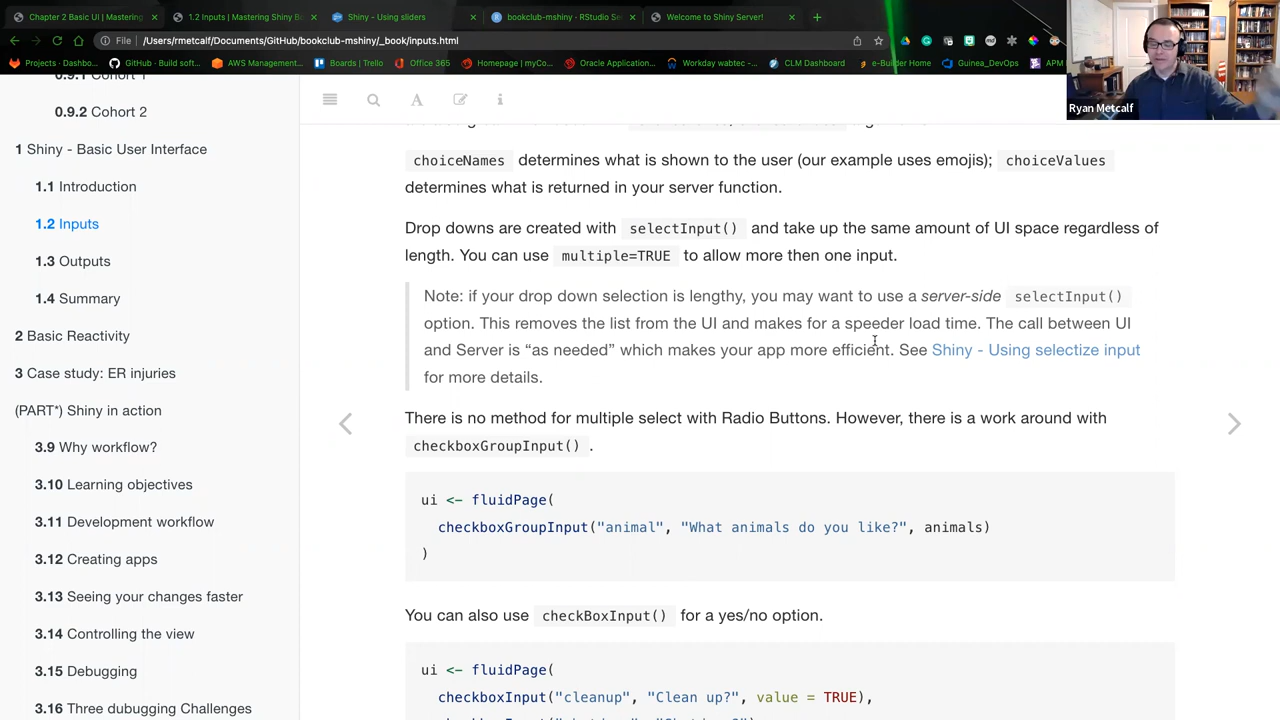 Chapter 2 Basic UI | Mastering
1.2 Inputs | Mastering Shiny Bo
Shiny - Using sliders
bookclub-mshiny - RStudio Se
Welcome to Shiny Server!
File | /Users/rmetcalf/Documents/GitHub/bookclub-mshiny/_book/inputs.html
Projects · Dashbo...
GitHub · Build soft...
AWS Management...
Boards | Trello
Office 365
Homepage | myCo...
Oracle Application...
Workday wabtec -...
CLM Dashboard
e-Builder Home
Guinea_DevOps
APM
Ryan Metcalf
0.9.1 Cohort 1
0.9.2 Cohort 2
1 Shiny - Basic User Interface
1.1 Introduction
1.2 Inputs
1.3 Outputs
1.4 Summary
2 Basic Reactivity
3 Case study: ER injuries
(PART*) Shiny in action
3.9 Why workflow?
3.10 Learning objectives
3.11 Development workflow
3.12 Creating apps
3.13 Seeing your changes faster
3.14 Controlling the view
3.15 Debugging
3.16 Three dubugging Challenges
choiceNames determines what is shown to the user (our example uses emojis); choiceValues
determines what is returned in your server function.
Drop downs are created with selectInput() and take up the same amount of UI space regardless of
length. You can use multiple=TRUE to allow more then one input.
Note: if your drop down selection is lengthy, you may want to use a server-side selectInput()
option. This removes the list from the UI and makes for a speeder load time. The call between UI
and Server is “as needed” which makes your app more efficient. See Shiny - Using selectize input
for more details.
There is no method for multiple select with Radio Buttons. However, there is a work around with
checkboxGroupInput() .
ui <- fluidPage(
checkboxGroupInput("animal", "What animals do you like?", animals)
)
You can also use checkBoxInput() for a yes/no option.
ui <- fluidPage(
checkboxInput("cleanup", "Clean up?", value = TRUE),